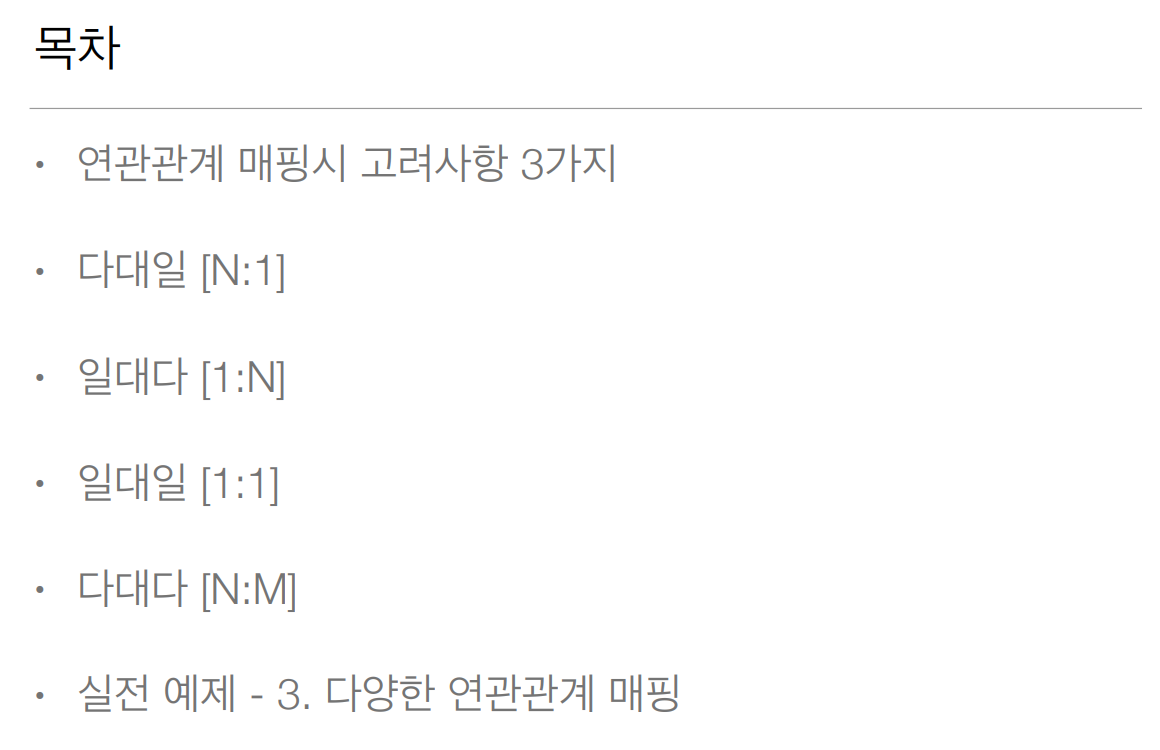 목차
• 연관관계 매핑시 고려사항 3가지
• 다대일 [N:1]
• 일대다 [1:N]
• 일대일 [1:1]
• 다대다 [N:M]
• 실전 예제 - 3. 다양한 연관관계 매핑